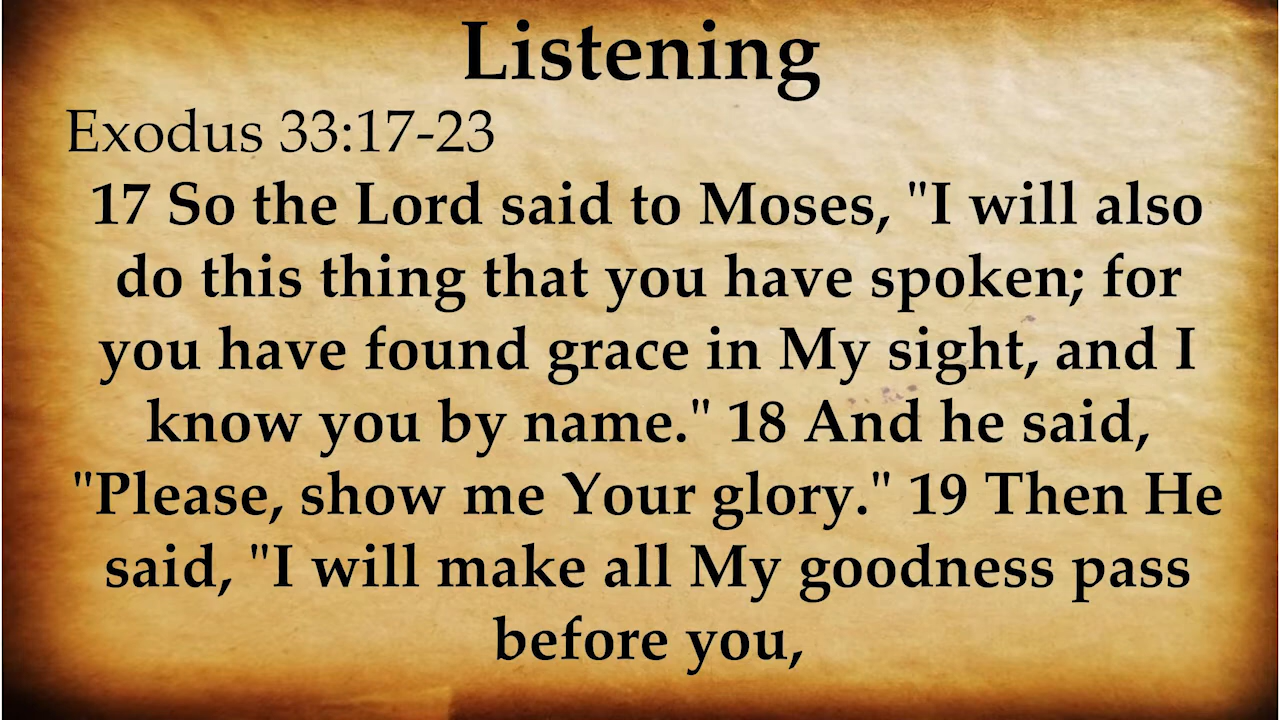 Listening
Exodus 33:17-23
17 So the Lord said to Moses, "I will also
do this thing that you have spoken; for
you have found grace in My sight, and I
know you by name." 18 And he said,
"Please, show me Your glory." 19 Then He
said, "I will make all My goodness pass
before you,